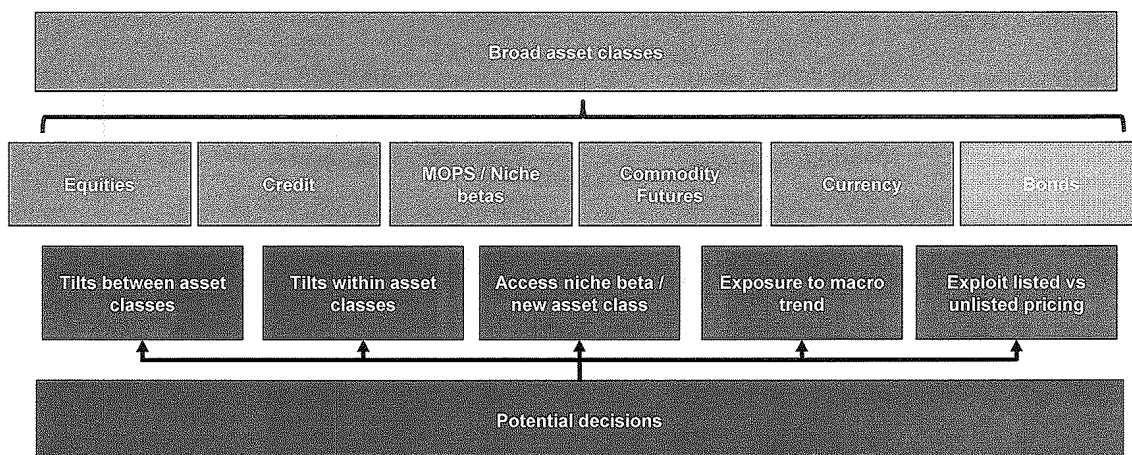 Broad asset classes
Equities
Credit
MOPS / Niche
betas
Commodity
Futures
Currency
Bonds
Tilts between asset
classes
Tilts within asset
classes
Access niche beta /
new asset class
Exposure to macro
trend
Exploit listed vs
unlisted pricing
Potential decisions